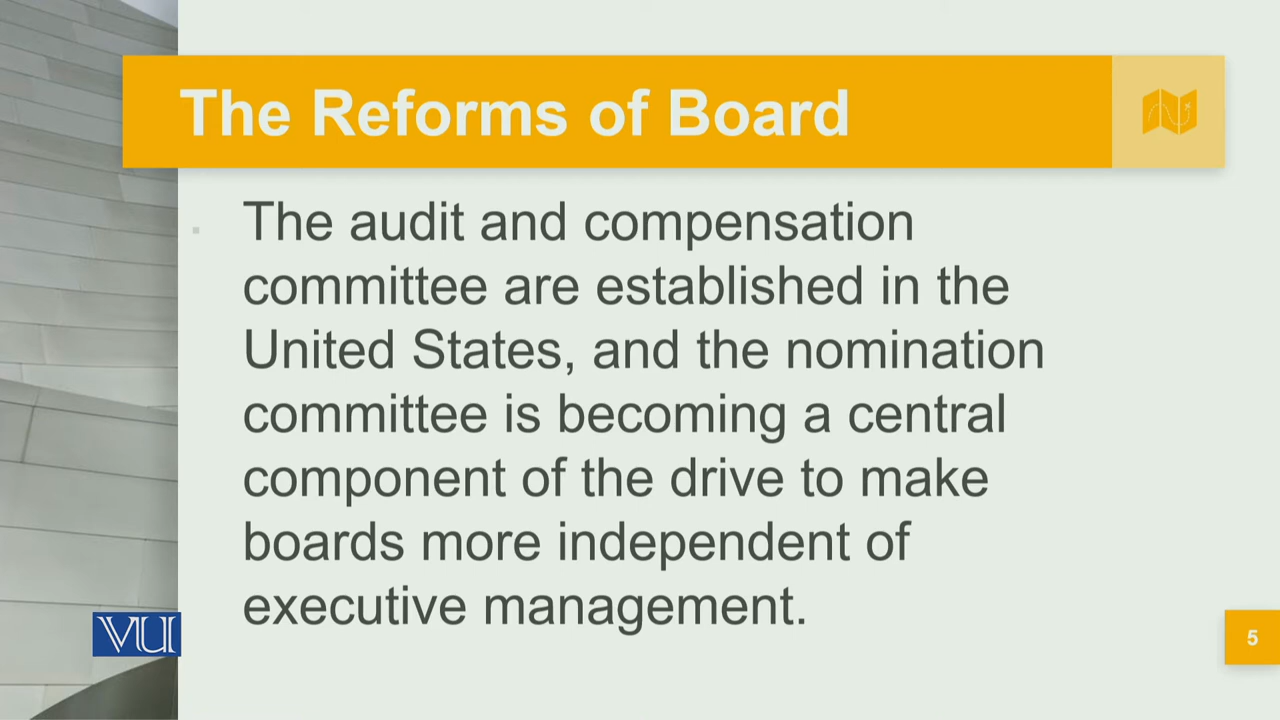 The Reforms of Board
The audit and compensation
committee are established in the
United States, and the nomination
committee is becoming a central
component of the drive to make
boards more independent of
executive management.
VU
5